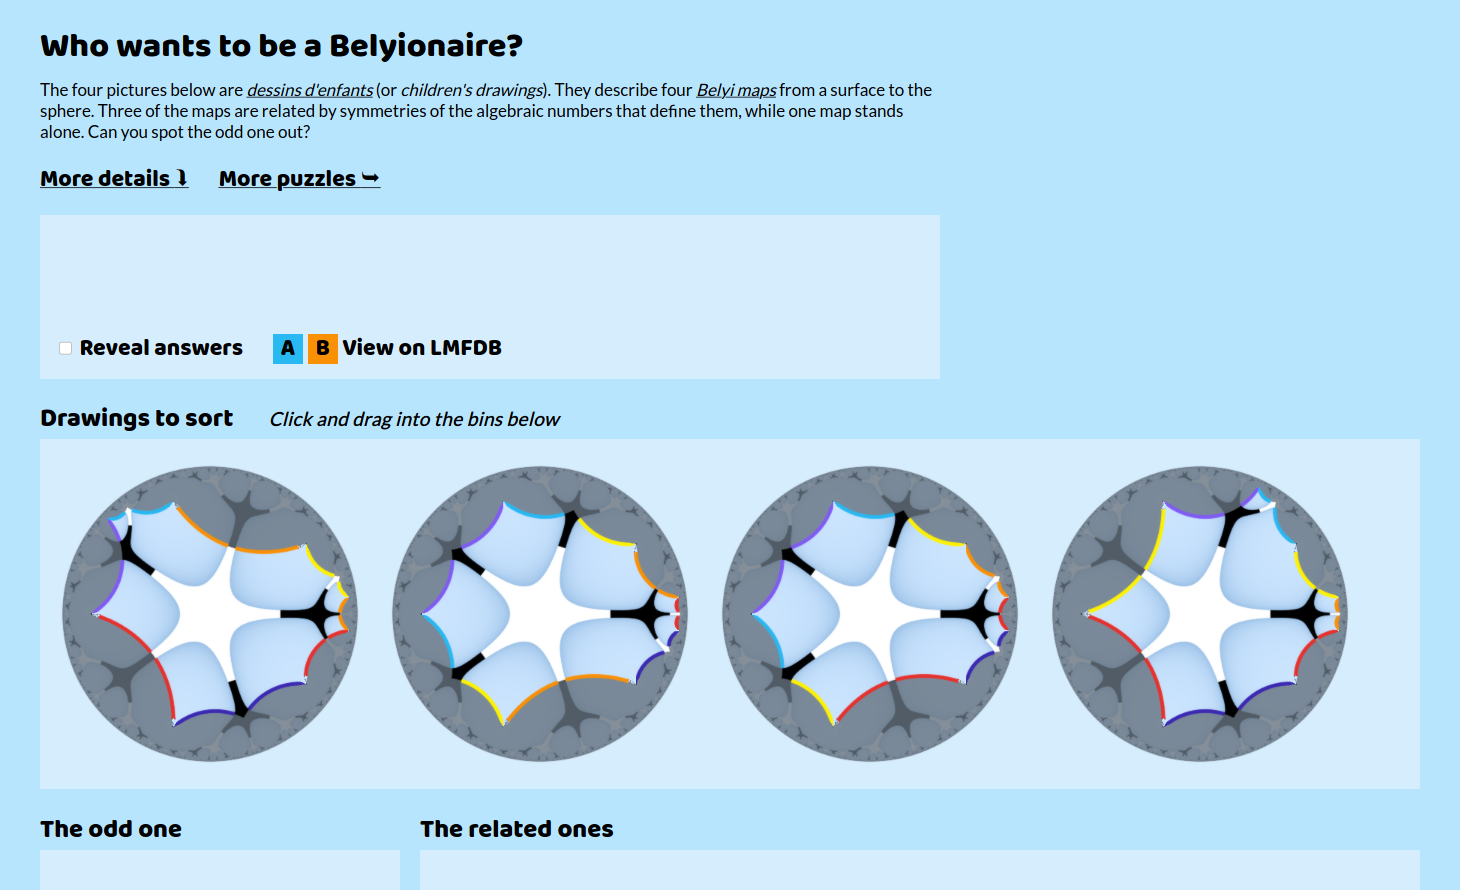 Who wants to be a Belyionaire?
The four pictures below are dessins d'enfants (or children's drawings). They describe four Belyi maps from a surface to the
sphere. Three of the maps are related by symmetries of the algebraic numbers that define them, while one map stands
alone. Can you spot the odd one out?
More details ⤵ More puzzles ➥
Reveal answers A B View on LMFDB
Drawings to sort Click and drag into the bins below
The odd one The related ones